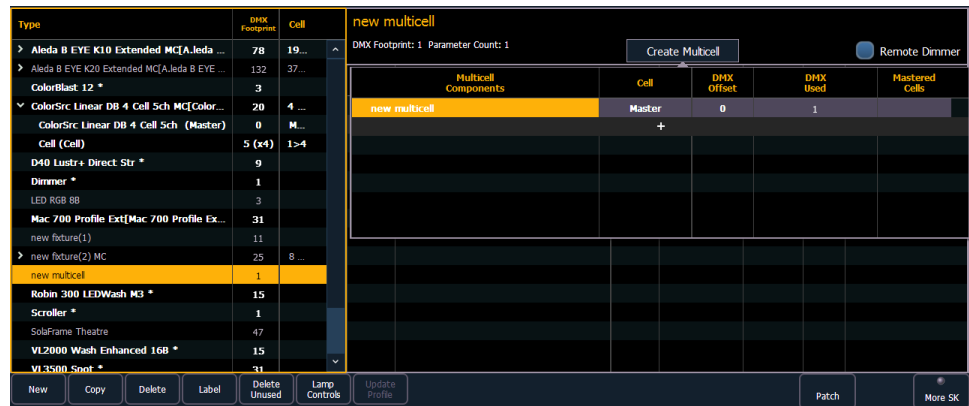 Type DMX Footprint Cell
> Aleda B EYE K10 Extended MC[A.leda ... 78 19...
> Aleda B EYE K20 Extended MC[A.leda B EYE ... 132 37...
ColorBlast 12 * 3
ColorSrc Linear DB 4 Cell 5ch MC[Color... 20 4 ...
ColorSrc Linear DB 4 Cell 5ch (Master) 0 M...
Cell (Cell) 5 (x4) 1>4
D40 Lustr+ Direct Str * 9
Dimmer * 1
LED RGB 8B 3
Mac 700 Profile Ext[Mac 700 Profile Ex... 31
new fixture(1) 11
> new fixture(2) MC 25 8 ...
new multicell 1
Robin 300 LEDWash M3 * 15
Scroller * 1
SolaFrame Theatre 47
VL2000 Wash Enhanced 16B * 15
VL3500 Spot * 31
new multicell
DMX Footprint: 1 Parameter Count: 1
Create Multicell
Remote Dimmer
Multicell Components Cell DMX Offset DMX Used Mastered Cells
new multicell Master 0 1
+
New Copy Delete Label Delete Unused Lamp Controls Update Profile Patch More SK